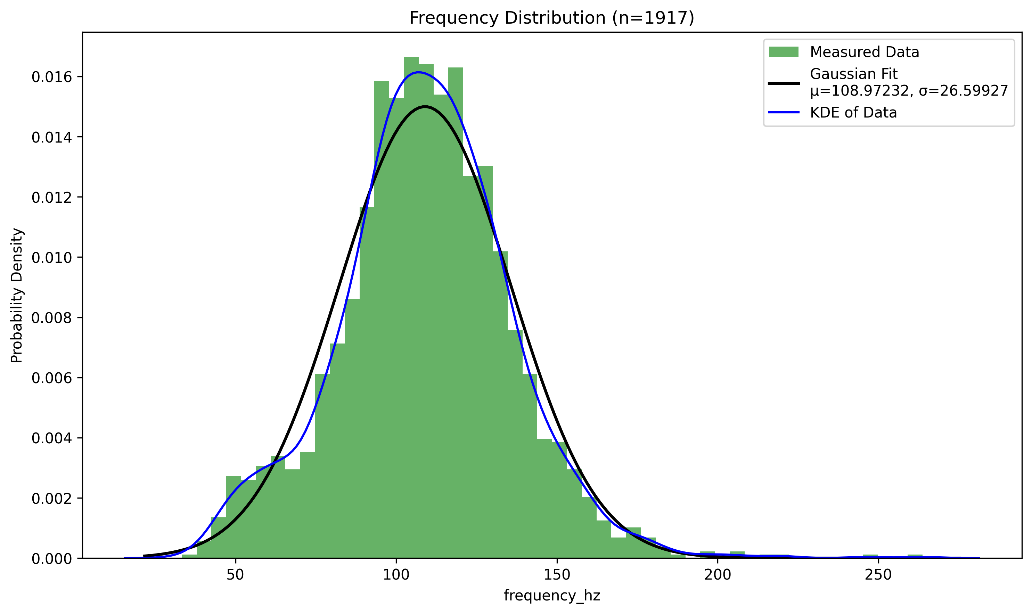 Frequency Distribution (n=1917)
Measured Data
Gaussian Fit
μ=108.97232, σ=26.59927
KDE of Data
Probability Density
0.016
0.014
0.012
0.010
0.008
0.006
0.004
0.002
0.000
50
100
150
200
250
frequency_hz